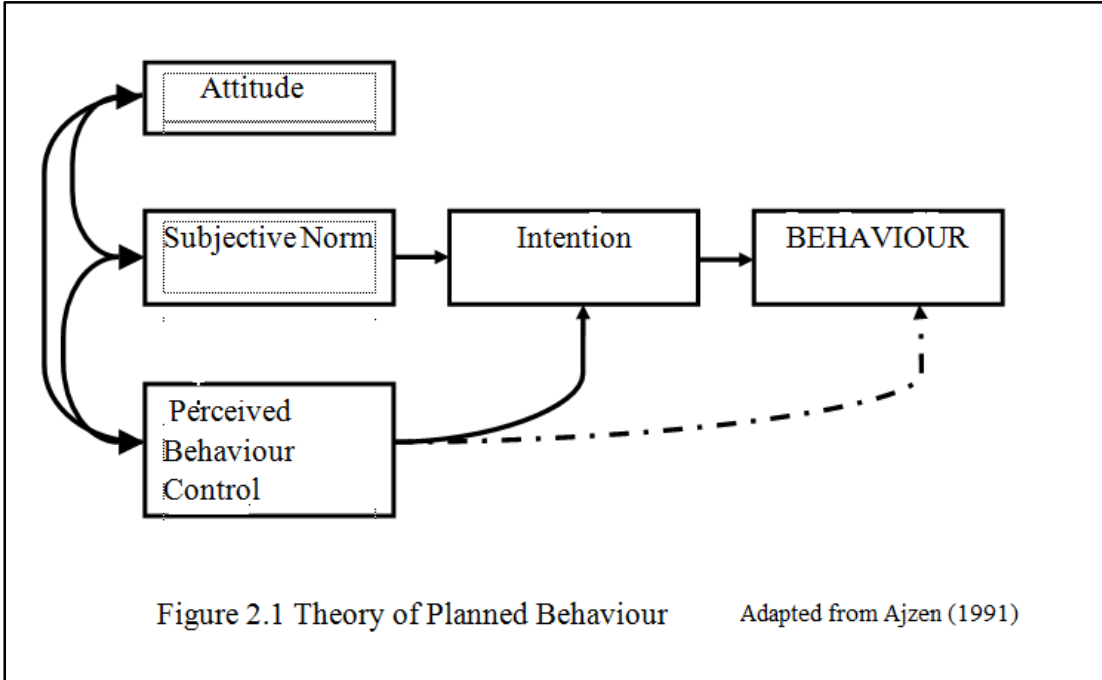 Attitude
Subjective Norm
Intention
BEHAVIOUR
Perceived
Behaviour
Control
Figure 2.1 Theory of Planned Behaviour
Adapted from Ajzen (1991)